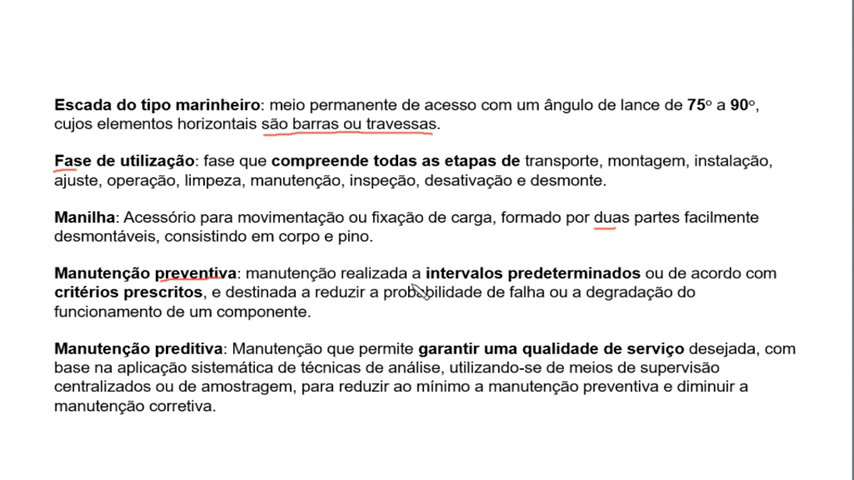 Escada do tipo marinheiro: meio permanente de acesso com um ângulo de lance de 75º a 90º,
cujos elementos horizontais são barras ou travessas.
Fase de utilização: fase que compreende todas as etapas de transporte, montagem, instalação,
ajuste, operação, limpeza, manutenção, inspeção, desativação e desmonte.
Manilha: Acessório para movimentação ou fixação de carga, formado por duas partes facilmente
desmontáveis, consistindo em corpo e pino.
Manutenção preventiva: manutenção realizada a intervalos predeterminados ou de acordo com
critérios prescritos, e destinada a reduzir a probabilidade de falha ou a degradação do
funcionamento de um componente.
Manutenção preditiva: Manutenção que permite garantir uma qualidade de serviço desejada, com
base na aplicação sistemática de técnicas de análise, utilizando-se de meios de supervisão
centralizados ou de amostragem, para reduzir ao mínimo a manutenção preventiva e diminuir a
manutenção corretiva.